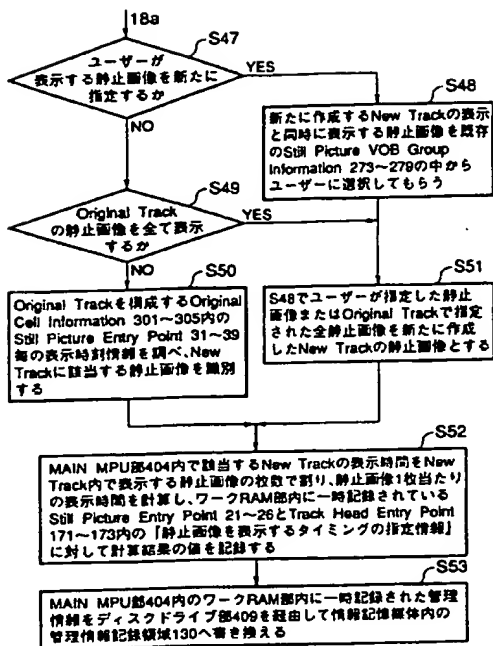 18a
S47
ユーザーが
表示する静止画像を新たに
指定するか
YES
NO
S48
新たに作成するNew Trackの表示
と同時に表示する静止画像を既存
のStill Picture VOB Group
Information 273~279の中から
ユーザーに選択してもらう
S49
Original Track
の静止画像を全て表示
するか
YES
NO
S50
Original Trackを構成するOriginal
Cell Information 301~305内の
Still Picture Entry Point 31~39
毎の表示時刻情報を調べ、New
Trackに該当する静止画像を識別
する
S51
S48でユーザーが指定した静止
画像またはOriginal Trackで指
定された全静止画像を新たに作成
したNew Trackの静止画像とする
S52
MAIN MPU部404内で該当するNew Trackの表示時間をNew
Track内で表示する静止画像の枚数で割り、静止画像1枚当たり
の表示時間を計算し、ワークRAM部内に一時記録されている
Still Picture Entry Point 21~26とTrack Head Entry Point
171~173内の『静止画像を表示するタイミングの指定情報』
に対して計算結果の値を記録する
S53
MAIN MPU部404内のワークRAM部内に一時記録された管理
情報をディスクドライブ部409を経由して情報記憶媒体内の
管理情報記録領域130へ書き換える